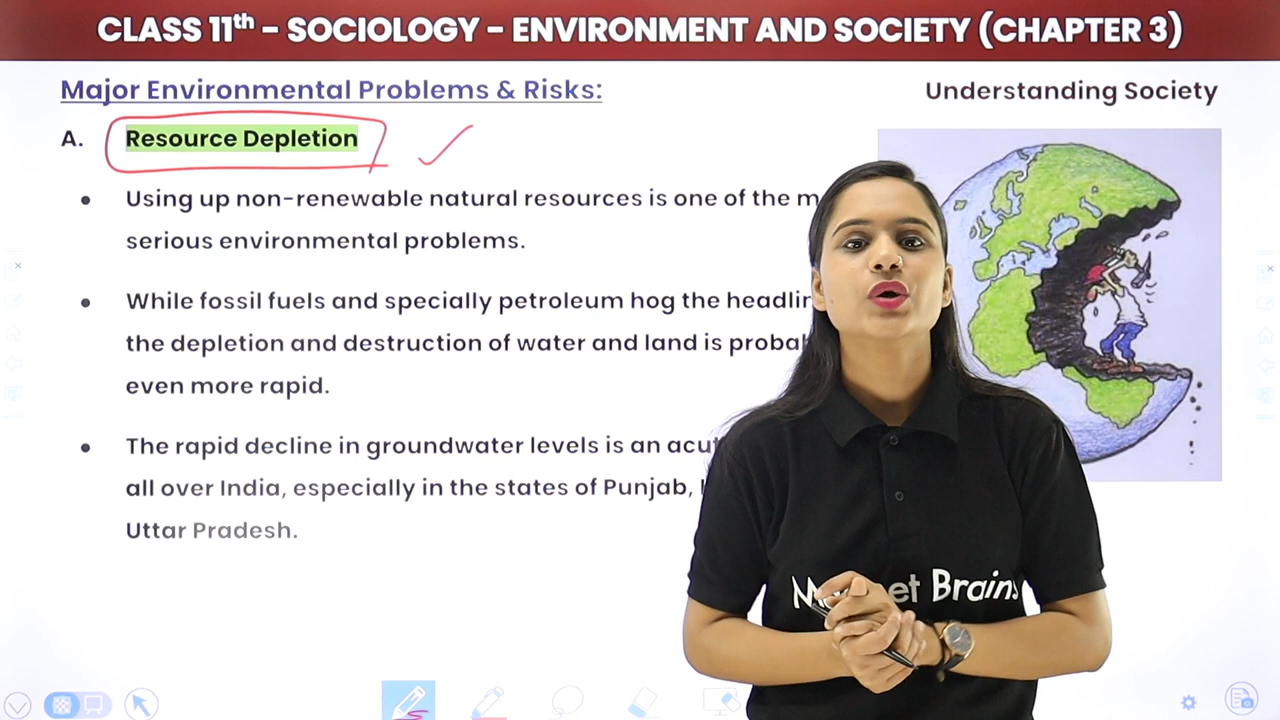 CLASS 11th - SOCIOLOGY - ENVIRONMENT AND SOCIETY (CHAPTER 3)
Major Environmental Problems & Risks:
Understanding Society
A. Resource Depletion
• Using up non-renewable natural resources is one of the
serious environmental problems.
• While fossil fuels and specially petroleum hog the
the depletion and destruction of water and land is
even more rapid.
• The rapid decline in groundwater levels is an
all over India, especially in the states of Punjab,
Uttar Pradesh.
Brains